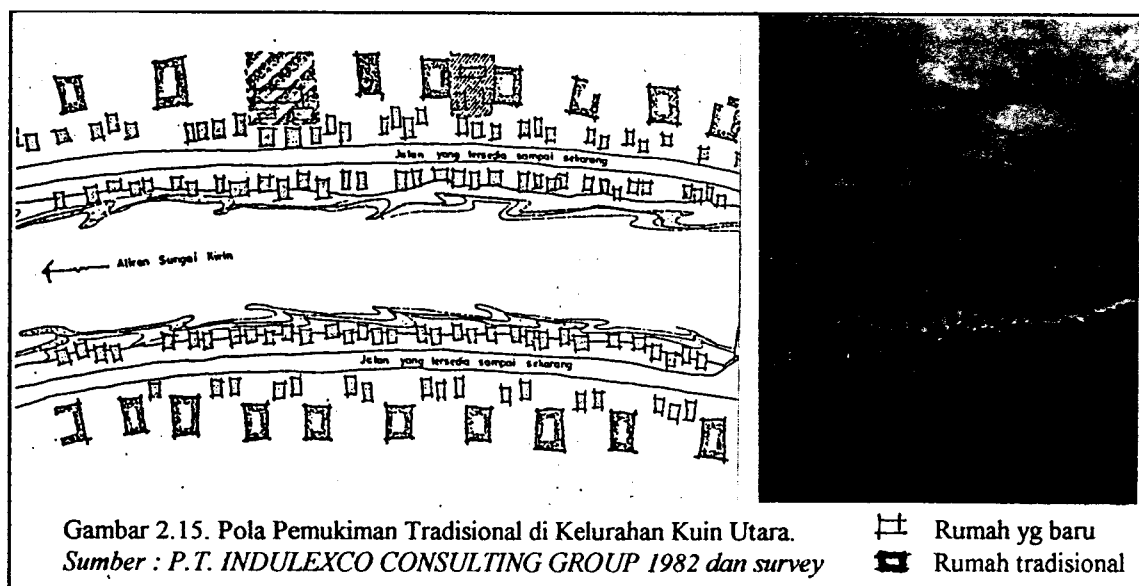 Jalan yang tersedia sampai sekarang
Aliran Sungai Kirin
Jalan yang tersedia sampai sekarang
Gambar 2.15. Pola Pemukiman Tradisional di Kelurahan Kuin Utara.
Sumber : P.T. INDULEXCO CONSULTING GROUP 1982 dan survey
Rumah yg baru
Rumah tradisional